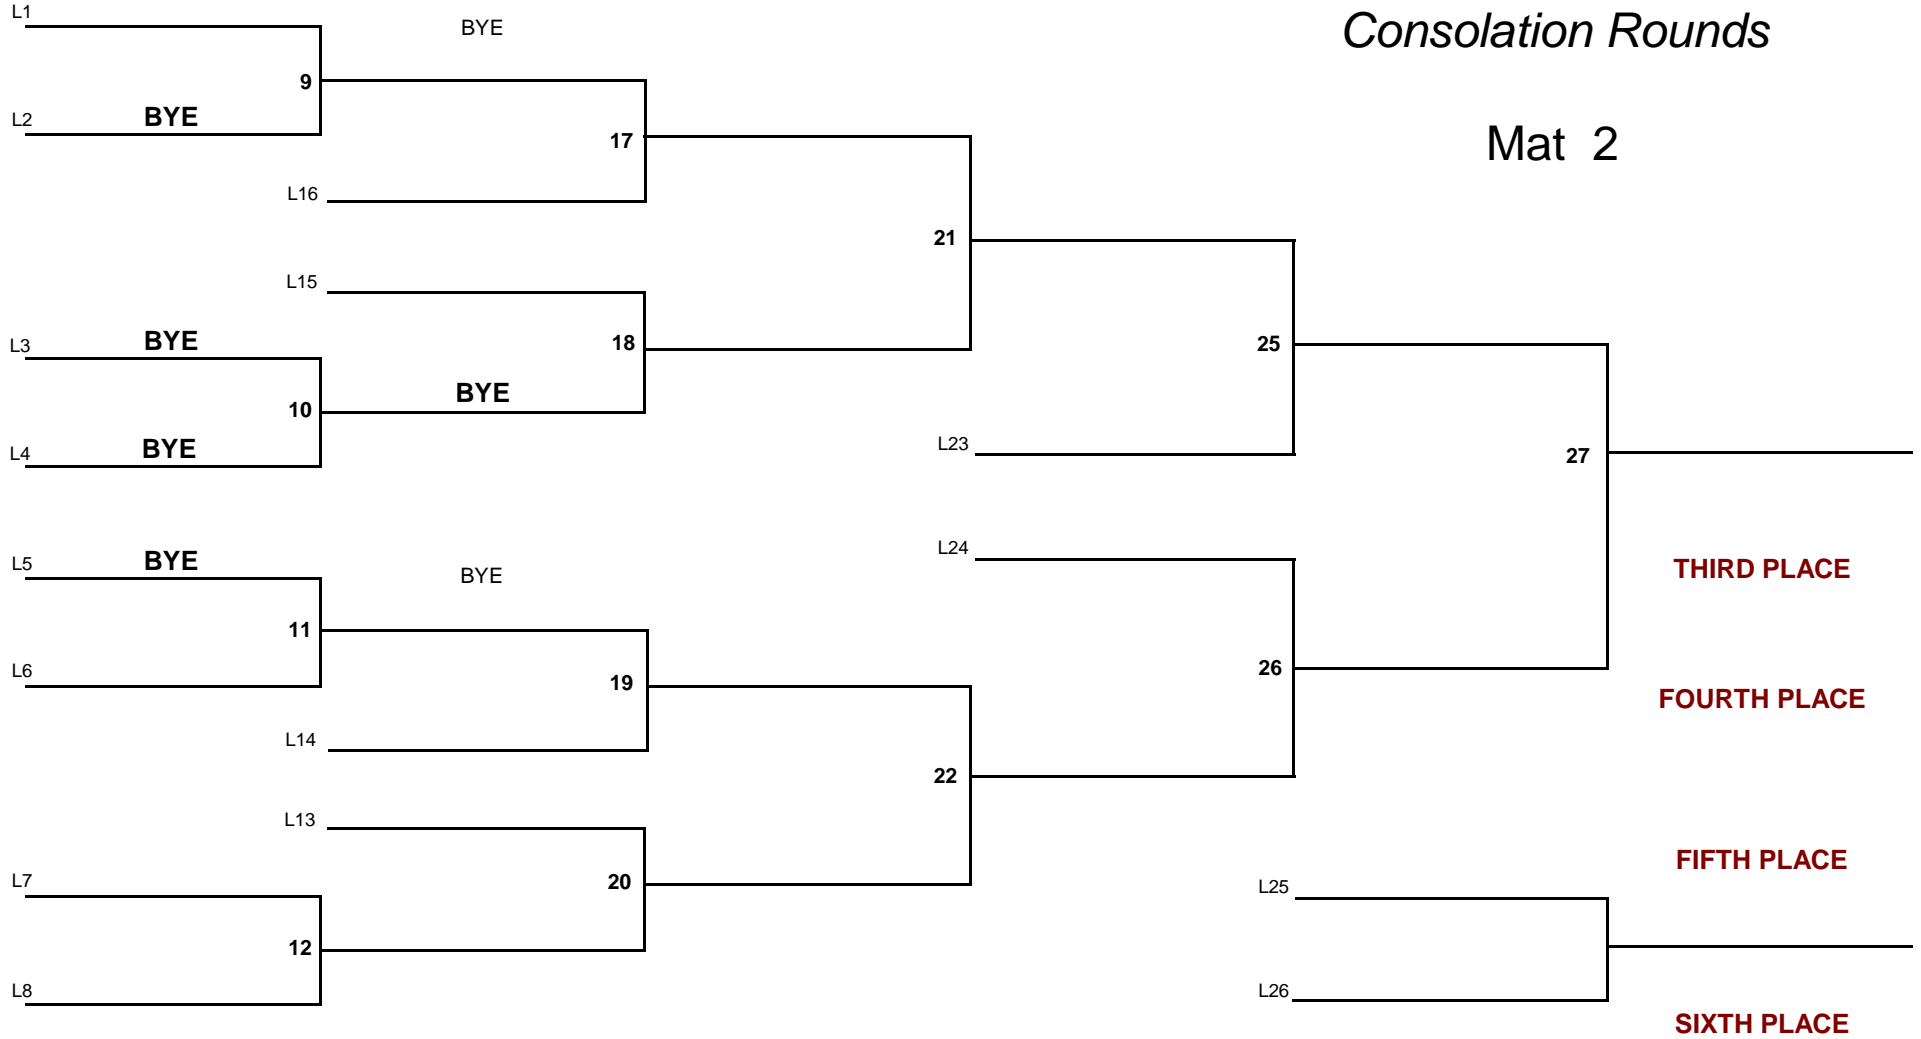 L1
BYE
Consolation Rounds
9
L2
BYE
17
Mat 2
L16
21
L15
L3
BYE
18
25
BYE
10
L4
BYE
L23
27
L24
L5
BYE
BYE
THIRD PLACE
11
L6
19
26
FOURTH PLACE
L14
22
L13
FIFTH PLACE
L7
20
L25
12
L8
L26
SIXTH PLACE